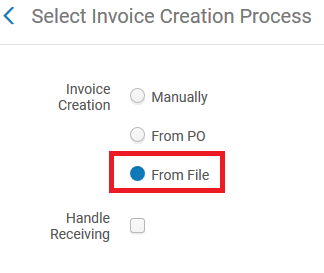 Select Invoice Creation Process
Invoice
Creation
Manually
From PO
From File
Handle
Receiving